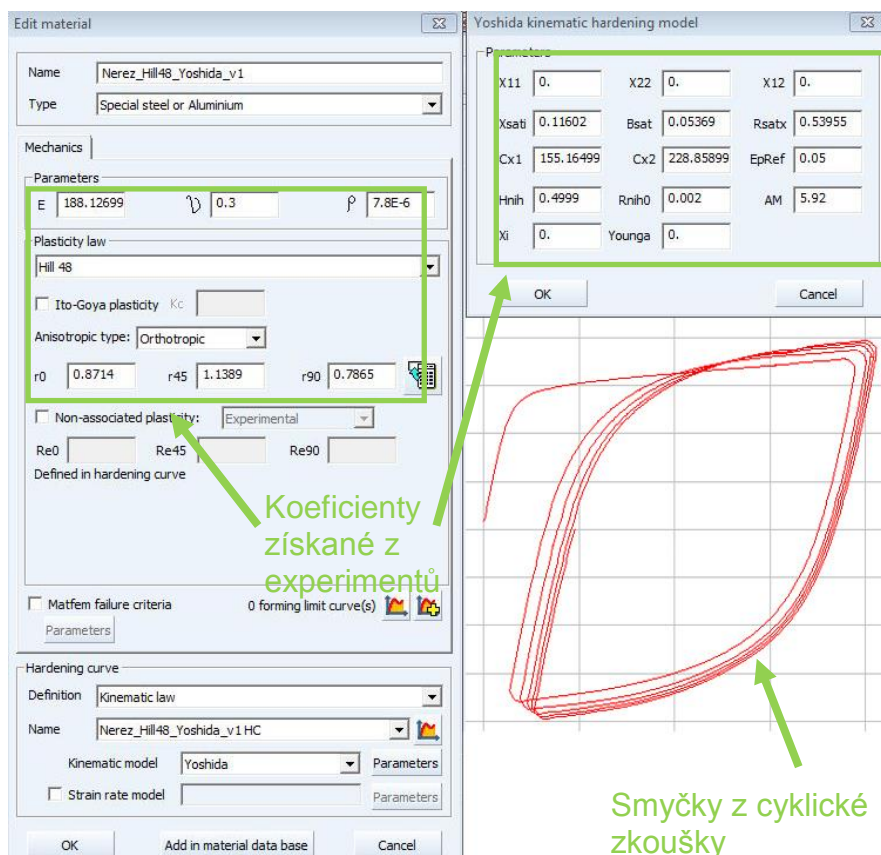 Edit material
Name Nerez_Hill48_Yoshida_v1
Type Special steel or Aluminium
Mechanics
Parameters
E 188.12699 υ 0.3 ρ 7.8E-6
Plasticity law
Hill 48
Ito-Goya plasticity Kc
Anisotropic type: Orthotropic
r0 0.8714 r45 1.1389 r90 0.7865
Non-associated plasticity: Experimental
Re0 Re45 Re90
Defined in hardening curve
Matfem failure criteria 0 forming limit curve(s)
Parameters
Hardening curve
Definition Kinematic law
Name Nerez_Hill48_Yoshida_v1 HC
Kinematic model Yoshida Parameters
Strain rate model Parameters
OK Add in material data base Cancel
Yoshida kinematic hardening model
Parameters
X11 0. X22 0. X12 0.
Xsati 0.11602 Bsat 0.05369 Rsatx 0.53955
Cx1 155.16499 Cx2 228.85899 EpRef 0.05
Hnih 0.4999 Rnih0 0.002 AM 5.92
Xi 0. Younga 0.
OK Cancel
Koeficienty
získané z
experimentů
Smyčky z cyklické
zkoušky